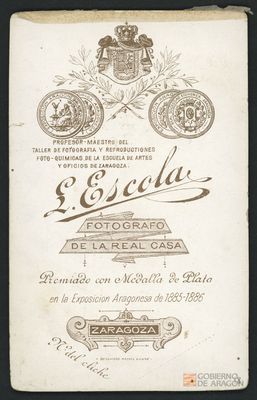 PROFESOR-MAESTRO DEL
TALLER DE FOTOGRAFIA Y REPRODUCTIONES
FOTO-QUIMICAS DE LA ESCUELA DE ARTES
Y OFICIOS DE ZARAGOZA.
L. Escola
FOTOGRAFO
DE LA REAL CASA
Premiado con Medalla de Plata
en la Exposicion Aragonesa de 1885-1886
ZARAGOZA
Nº del cliché
GOBIERNO
DE ARAGON